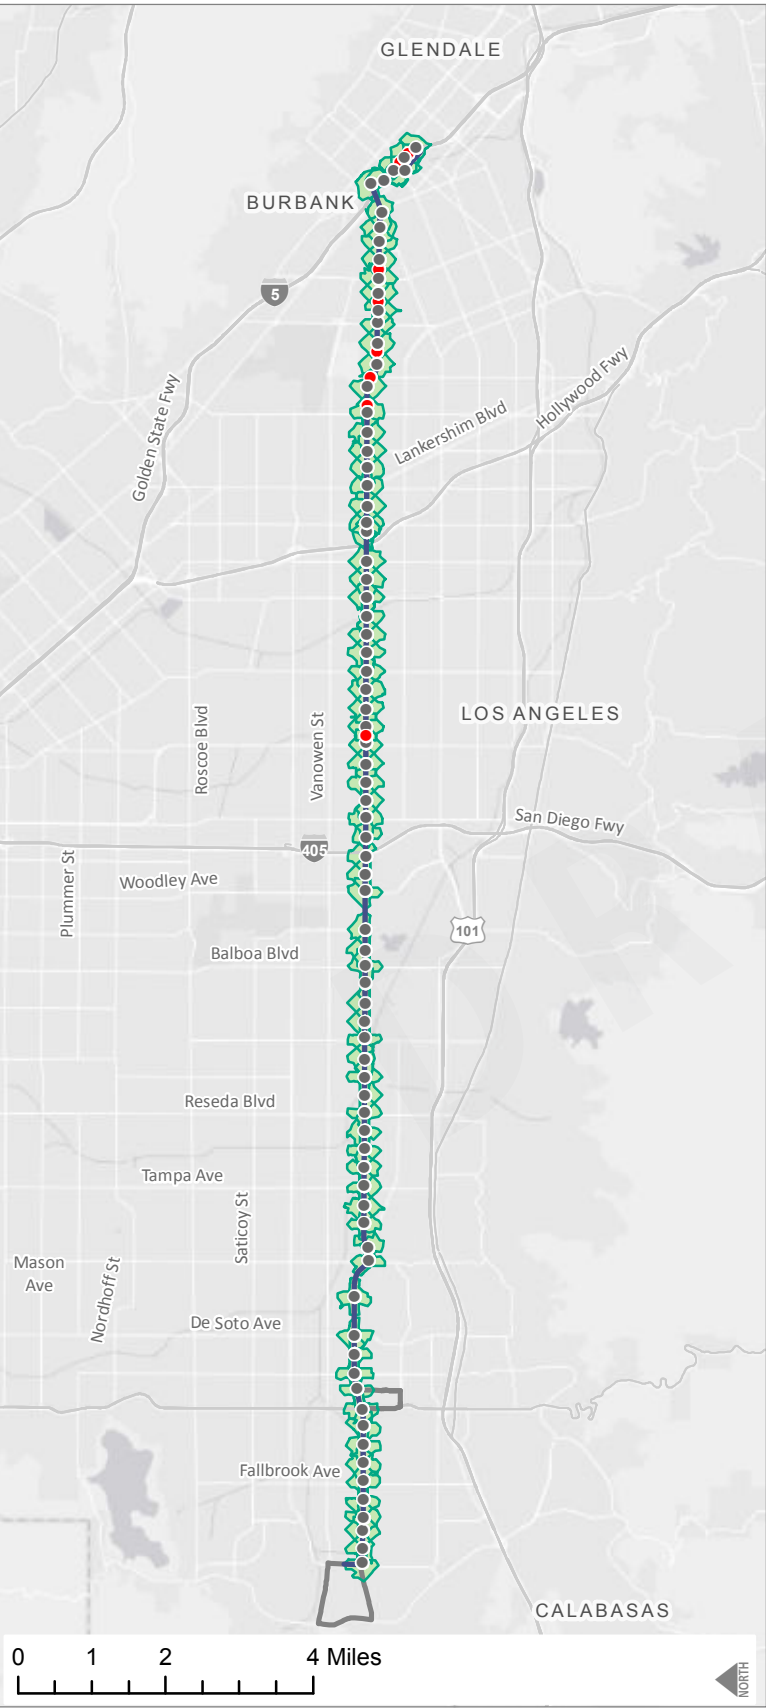 GLENDALE
BURBANK
5
Golden State Fwy
Hollywood Fwy
Lankershim Blvd
Roscoe Blvd
Vanowen St
LOS ANGELES
San Diego Fwy
405
Plummer St
Woodley Ave
101
Balboa Blvd
Reseda Blvd
Tampa Ave
Saticoy St
Mason
Ave
Nordhoff St
De Soto Ave
Fallbrook Ave
CALABASAS
0 1 2 4 Miles
NORTH